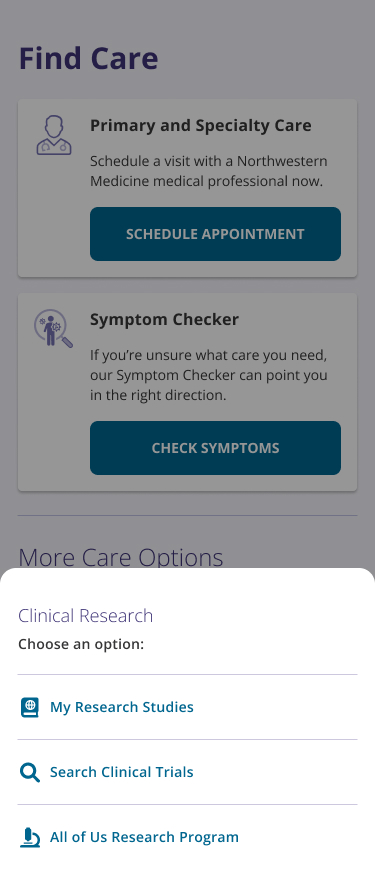 Find Care
Primary and Specialty Care
Schedule a visit with a Northwestern
Medicine medical professional now.
SCHEDULE APPOINTMENT
Symptom Checker
If you’re unsure what care you need,
our Symptom Checker can point you
in the right direction.
CHECK SYMPTOMS
More Care Options
Clinical Research
Choose an option:
My Research Studies
Search Clinical Trials
All of Us Research Program